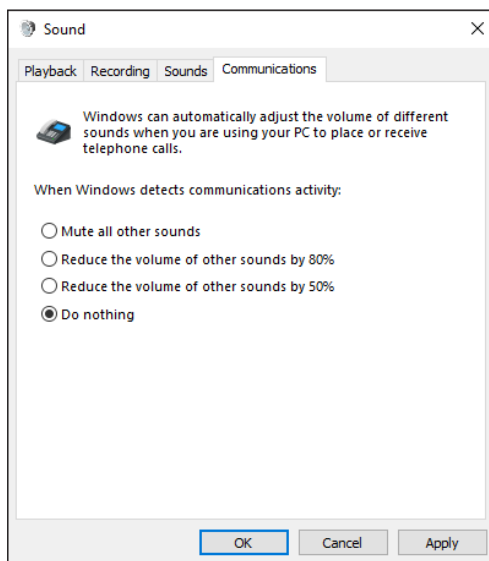 Sound
Playback Recording Sounds Communications
Windows can automatically adjust the volume of different
sounds when you are using your PC to place or receive
telephone calls.
When Windows detects communications activity:
Mute all other sounds
Reduce the volume of other sounds by 80%
Reduce the volume of other sounds by 50%
Do nothing
OK Cancel Apply